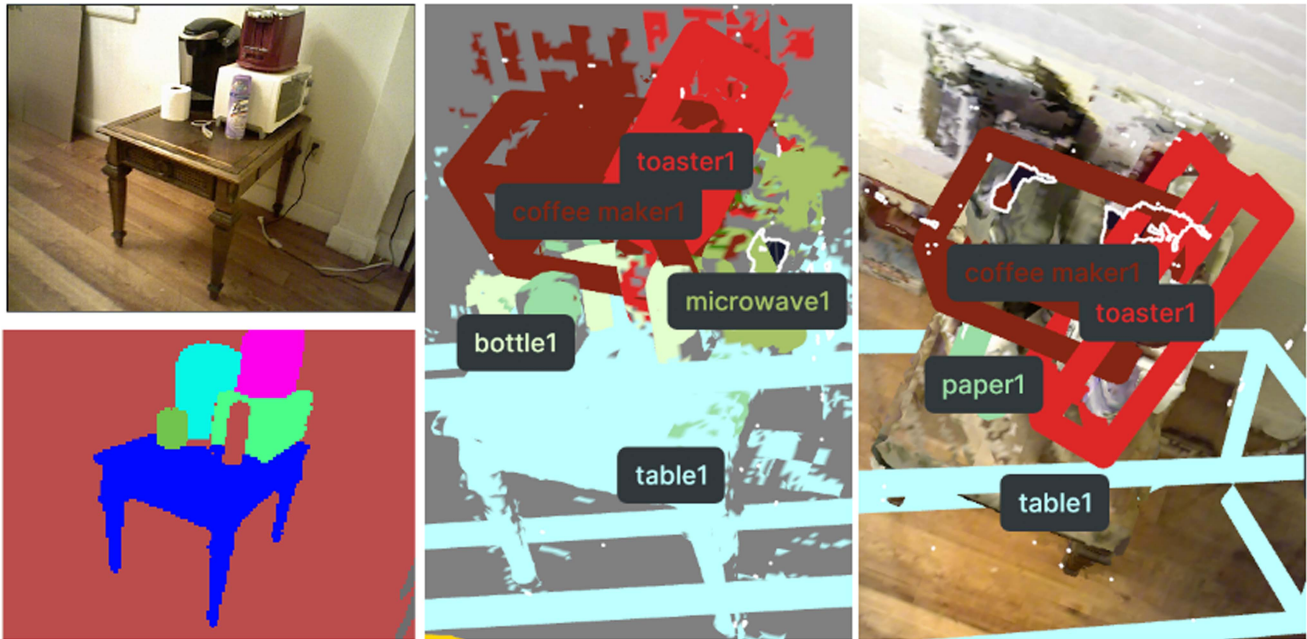 toaster1
coffee maker1
microwave1
bottle1
table1
coffee maker1
toaster1
paper1
table1